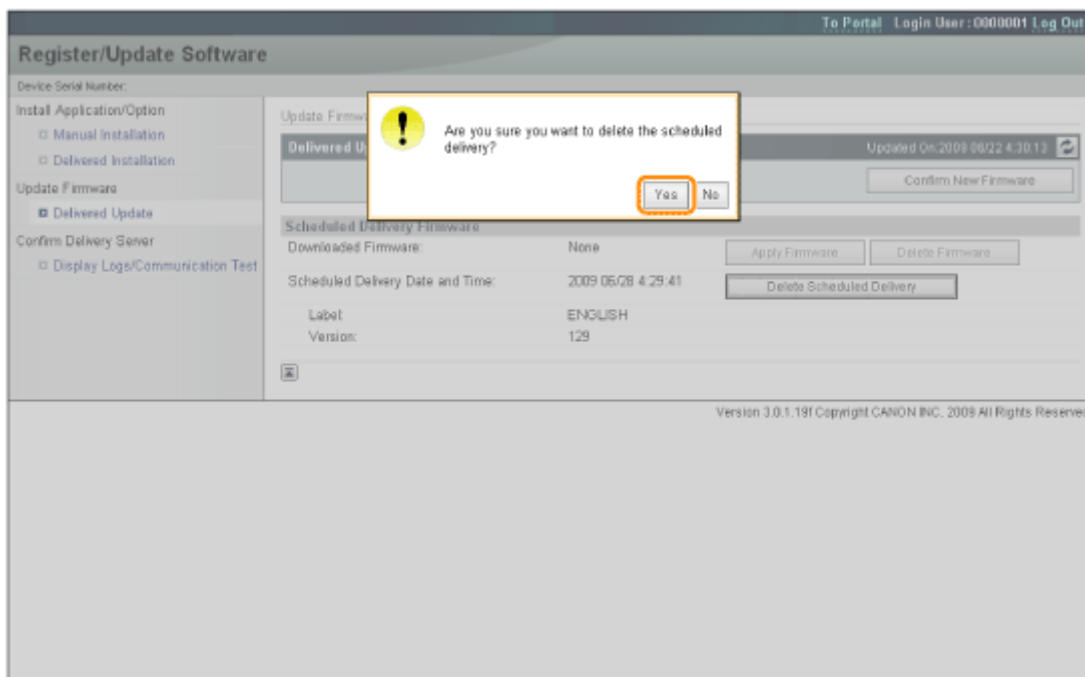 To Portal Login User : 0000001 Log Out
Register/Update Software
Device Serial Number:
Install Application/Option
Manual Installation
Delivered Installation
Update Firmware
Delivered Update
Confirm Delivery Server
Display Logs/Communication Test
Update Firmw
Are you sure you want to delete the scheduled
delivery?
Yes No
Delivered U
Updated On:2009 06/22 4:30:13
Confirm New Firmware
Scheduled Delivery Firmware
Downloaded Firmware: None Apply Firmware Delete Firmware
Scheduled Delivery Date and Time: 2009 06/28 4:29:41 Delete Scheduled Delivery
Label: ENGLISH
Version: 129
Version 3.0.1.19f Copyright CANON INC. 2009 All Rights Reserve